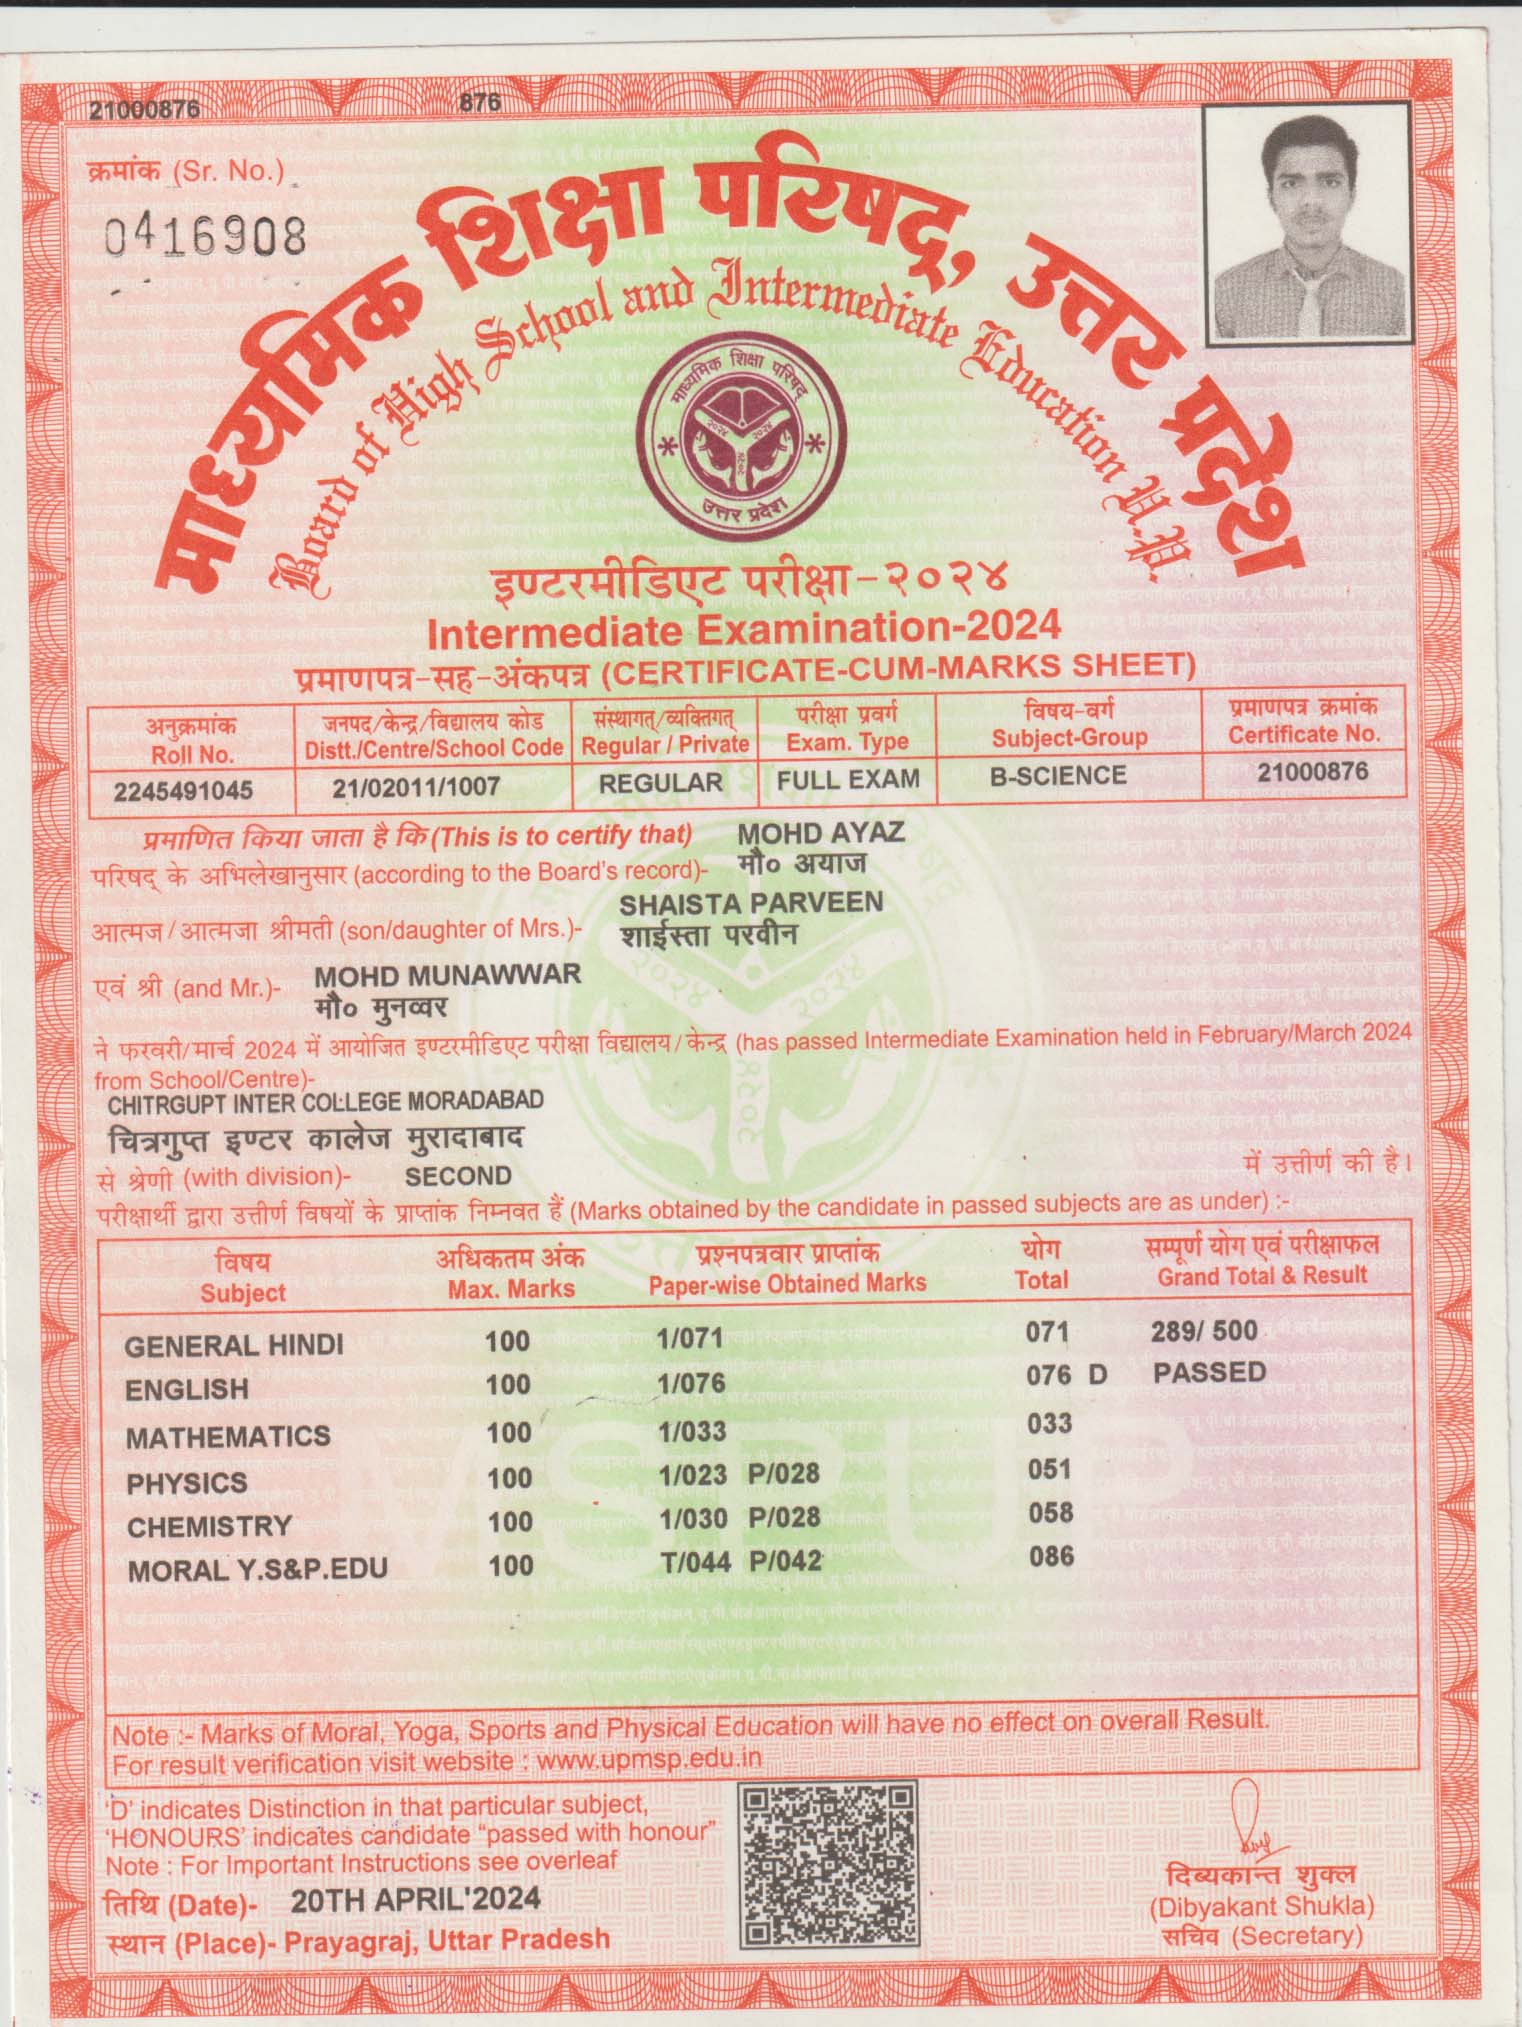 21000876 876
क्रमांक (Sr. No.)
0416908
माध्यमिक शिक्षा परिषद्, उत्तर प्रदेश
Board of High School and Intermediate Education U.P.
माध्यमिक शिक्षा परिषद्
२०२४ २०२४
२०२४
उत्तर प्रदेश
इण्टरमीडिएट परीक्षा-२०२४
Intermediate Examination-2024
प्रमाणपत्र-सह-अंकपत्र (CERTIFICATE-CUM-MARKS SHEET)
अनुक्रमांक जनपद/केन्द्र/विद्यालय कोड संस्थागत्/व्यक्तिगत् परीक्षा प्रवर्ग विषय-वर्ग प्रमाणपत्र क्रमांक
Roll No. Distt./Centre/School Code Regular / Private Exam. Type Subject-Group Certificate No.
2245491045 21/02011/1007 REGULAR FULL EXAM B-SCIENCE 21000876
प्रमाणित किया जाता है कि (This is to certify that) MOHD AYAZ
परिषद् के अभिलेखानुसार (according to the Board's record)- मौ० अयाज
SHAISTA PARVEEN
आत्मज/आत्मजा श्रीमती (son/daughter of Mrs.)- शाईस्ता परवीन
एवं श्री (and Mr.)- MOHD MUNAWWAR
मौ० मुनव्वर
ने फरवरी/मार्च 2024 में आयोजित इण्टरमीडिएट परीक्षा विद्यालय/केन्द्र (has passed Intermediate Examination held in February/March 2024
from School/Centre)-
CHITRGUPT INTER COLLEGE MORADABAD
चित्रगुप्त इण्टर कालेज मुरादाबाद
से श्रेणी (with division)- SECOND में उत्तीर्ण की है।
परीक्षार्थी द्वारा उत्तीर्ण विषयों के प्राप्तांक निम्नवत हैं (Marks obtained by the candidate in passed subjects are as under) :-
विषय अधिकतम अंक प्रश्नपत्रवार प्राप्तांक योग सम्पूर्ण योग एवं परीक्षाफल
Subject Max. Marks Paper-wise Obtained Marks Total Grand Total & Result
GENERAL HINDI 100 1/071 071 289/ 500
ENGLISH 100 1/076 076 D PASSED
MATHEMATICS 100 1/033 033
PHYSICS 100 1/023 P/028 051
CHEMISTRY 100 1/030 P/028 058
MORAL Y.S&P.EDU 100 T/044 P/042 086
Note :- Marks of Moral, Yoga, Sports and Physical Education will have no effect on overall Result.
For result verification visit website : www.upmsp.edu.in
'D' indicates Distinction in that particular subject,
'HONOURS' indicates candidate "passed with honour"
Note : For Important Instructions see overleaf
तिथि (Date)- 20TH APRIL'2024
स्थान (Place)- Prayagraj, Uttar Pradesh
दिब्यकान्त शुक्ल
(Dibyakant Shukla)
सचिव (Secretary)